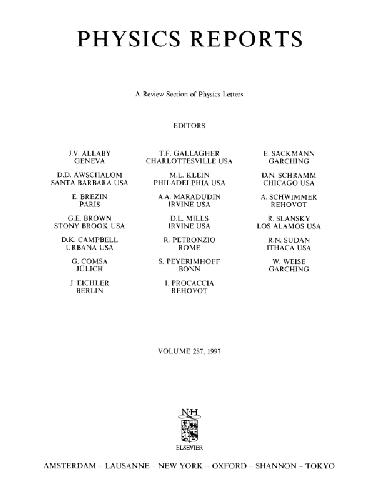 PHYSICS REPORTS
A Review Section of Physics Letters
EDITORS
J.V. ALLABY
GENEVA
T.F. GALLAGHER
CHARLOTTESVILLE USA
E. SACKMANN
GARCHING
D.D. AWSCHALOM
SANTA BARBARA USA
M.L. KLEIN
PHILADELPHIA USA
D.N. SCHRAMM
CHICAGO USA
E. BREZIN
PARIS
A.A. MARADUDIN
IRVINE USA
A. SCHWIMMER
REHOVOT
G.E. BROWN
STONY BROOK USA
D.L. MILLS
IRVINE USA
R. SLANSKY
LOS ALAMOS USA
D.K. CAMPBELL
URBANA USA
R. PETRONZIO
ROME
R.N. SUDAN
ITHACA USA
G. COMSA
JÜLICH
S. PEYERIMHOFF
BONN
W. WEISE
GARCHING
J. EICHLER
BERLIN
I. PROCACCIA
REHOVOT
VOLUME 287, 1997
NH
ELSEVIER
AMSTERDAM – LAUSANNE – NEW YORK – OXFORD – SHANNON – TOKYO